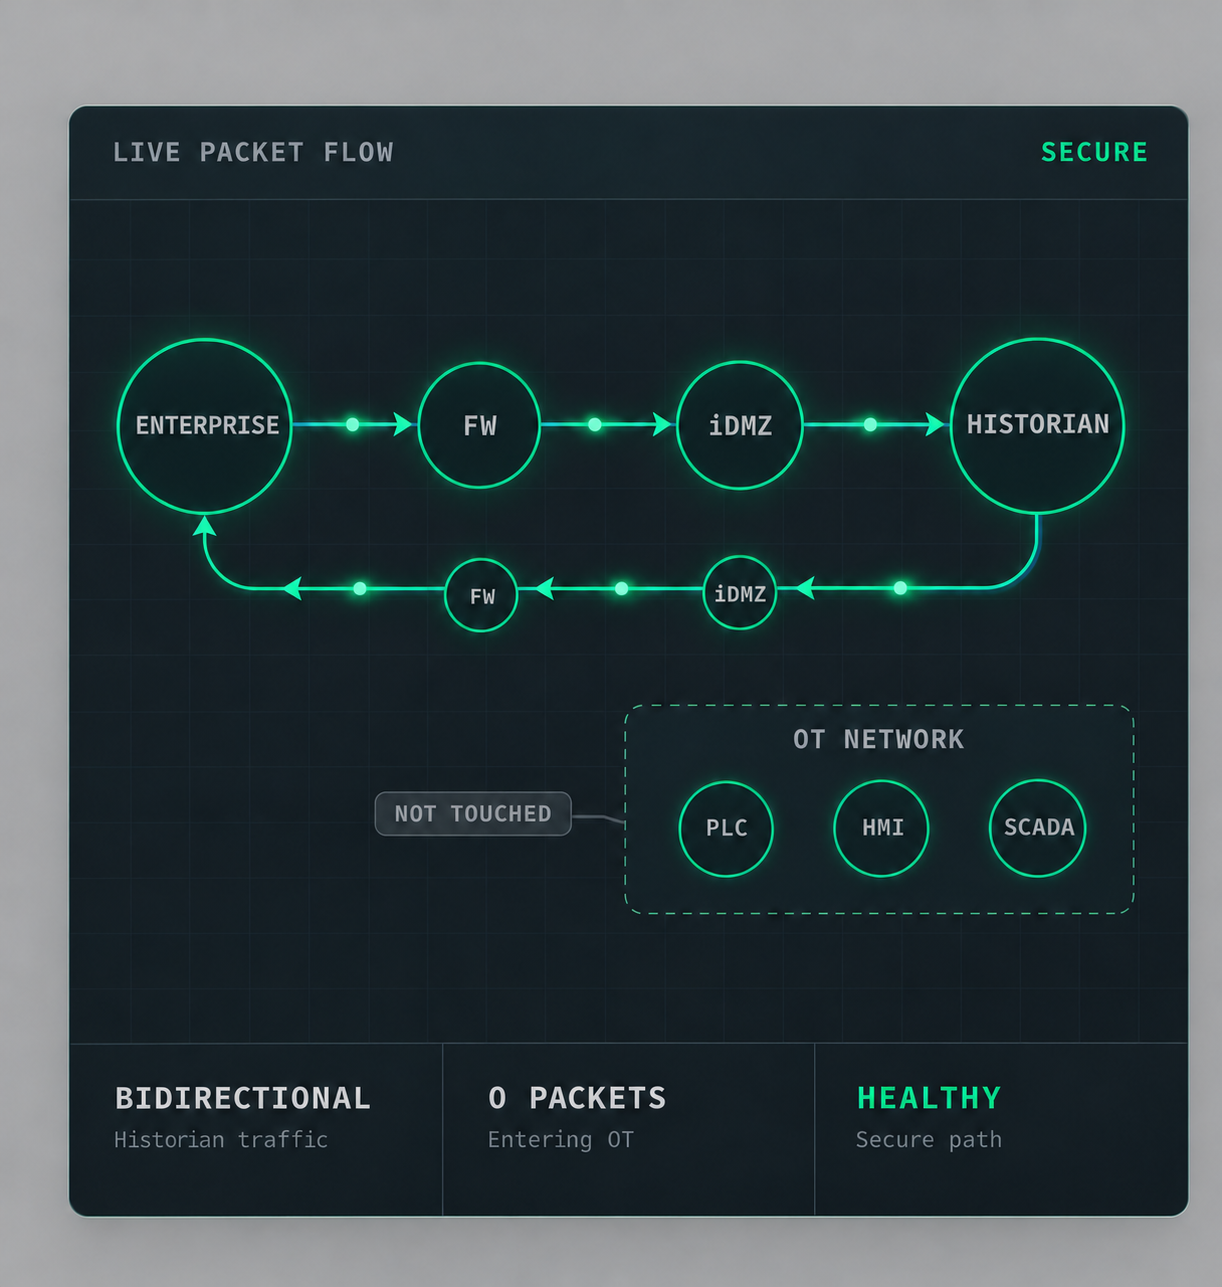 LIVE PACKET FLOW
SECURE
ENTERPRISE
FW
iDMZ
HISTORIAN
FW
iDMZ
OT NETWORK
NOT TOUCHED
PLC
HMI
SCADA
BIDIRECTIONAL
Historian traffic
0 PACKETS
Entering OT
HEALTHY
Secure path